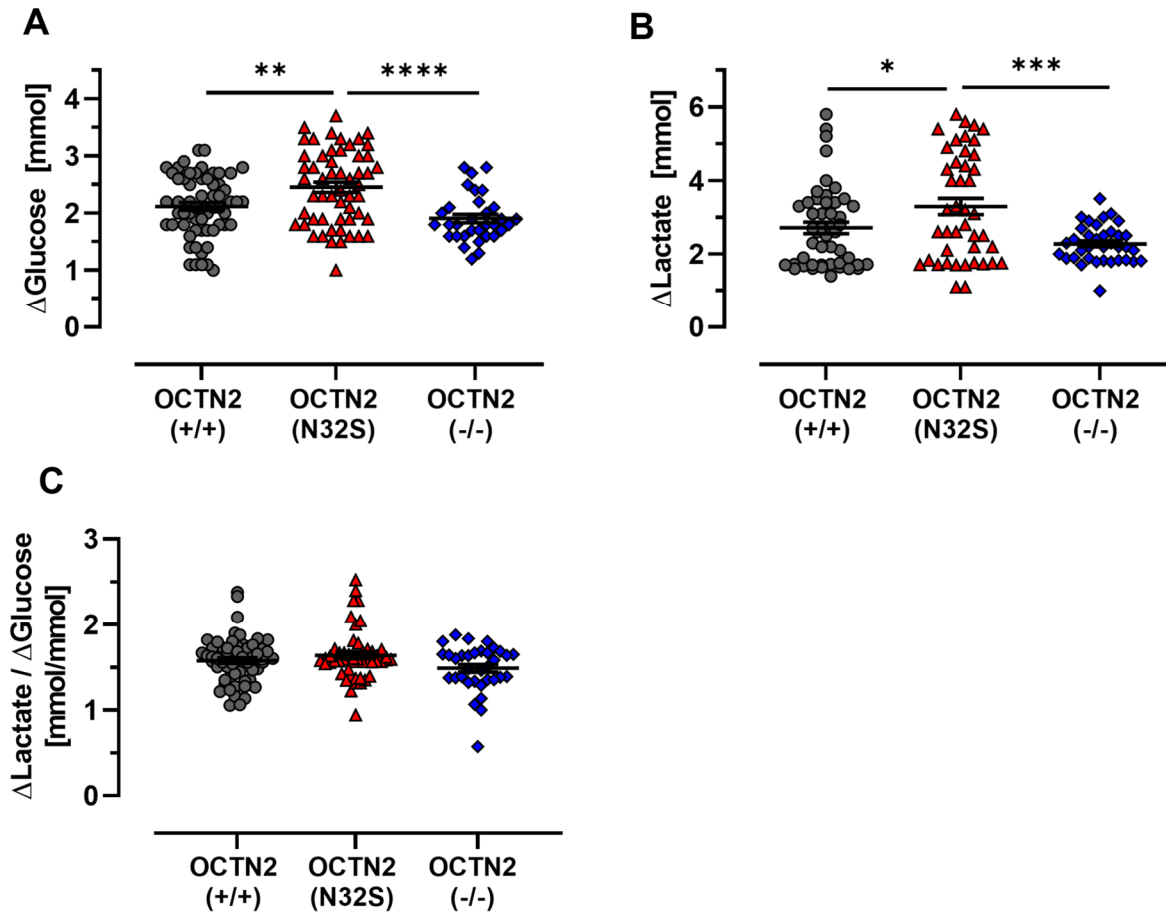 A
** ****
ΔGlucose [mmol]
4
3
2
1
0
OCTN2 OCTN2 OCTN2
(+/+) (N32S) (-/-)
B
* ***
ΔLactate [mmol]
6
4
2
0
OCTN2 OCTN2 OCTN2
(+/+) (N32S) (-/-)
C
ΔLactate / ΔGlucose
[mmol/mmol]
3
2
1
0
OCTN2 OCTN2 OCTN2
(+/+) (N32S) (-/-)